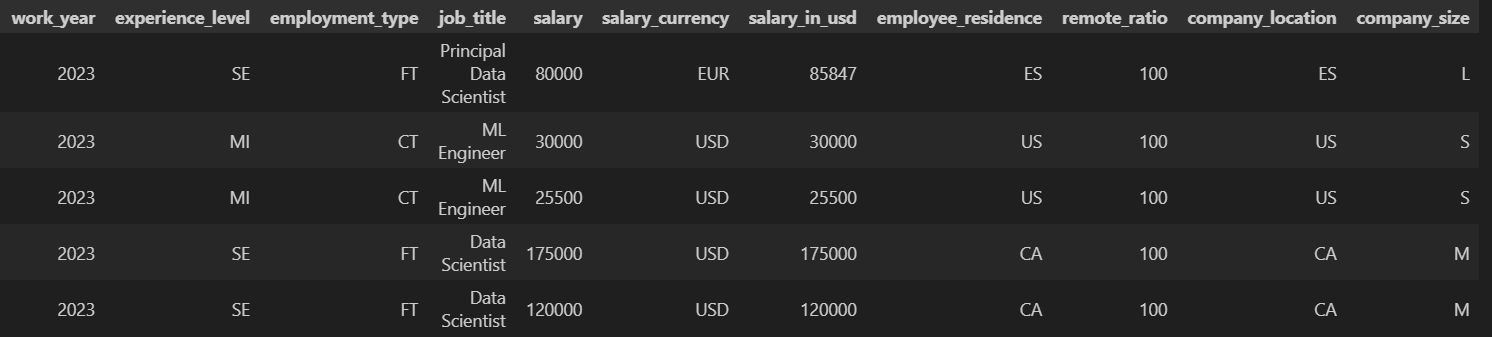 work_year experience_level employment_type job_title salary salary_currency salary_in_usd employee_residence remote_ratio company_location company_size
Principal
2023 SE FT Data 80000 EUR 85847 ES 100 ES L
Scientist
ML
2023 MI CT Engineer 30000 USD 30000 US 100 US S
ML
2023 MI CT Engineer 25500 USD 25500 US 100 US S
Data
2023 SE FT Scientist 175000 USD 175000 CA 100 CA M
Data
2023 SE FT Scientist 120000 USD 120000 CA 100 CA M